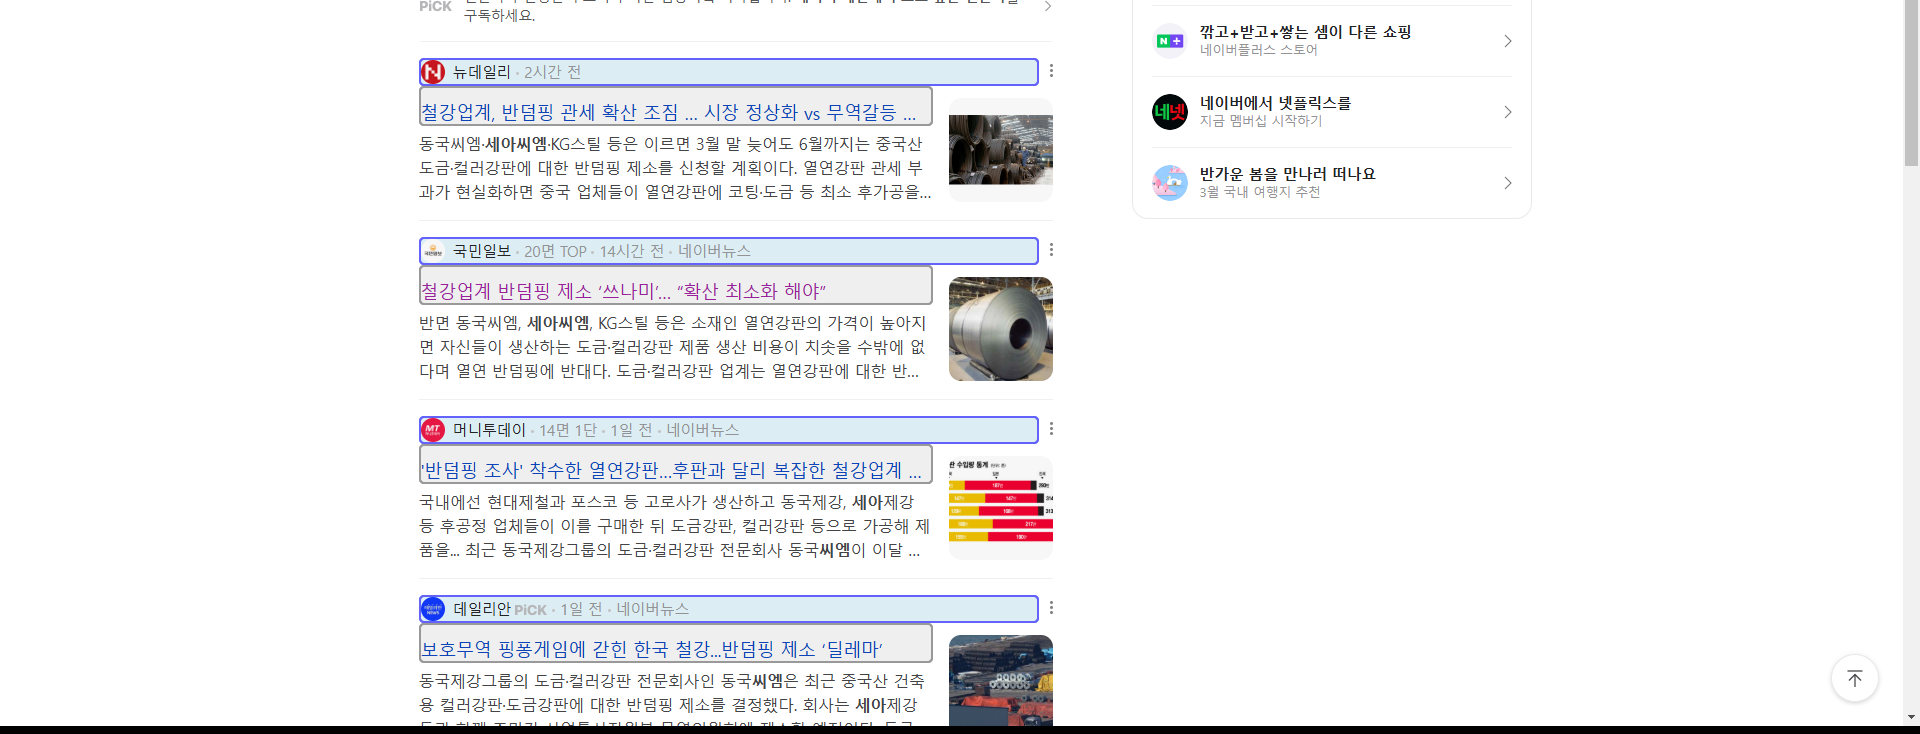 PiCK
구독하세요.
뉴데일리 · 2시간 전
철강업계, 반덤핑 관세 확산 조짐 ... 시장 정상화 vs 무역갈등 ...
동국씨엠·세아씨엠·KG스틸 등은 이르면 3월 말 늦어도 6월까지는 중국산
도금·컬러강판에 대한 반덤핑 제소를 신청할 계획이다. 열연강판 관세 부
과가 현실화하면 중국 업체들이 열연강판에 코팅·도금 등 최소 후가공을...
국민일보 · 20면 TOP · 14시간 전 · 네이버뉴스
철강업계 반덤핑 제소 ‘쓰나미’… “확산 최소화 해야”
반면 동국씨엠, 세아씨엠, KG스틸 등은 소재인 열연강판의 가격이 높아지
면 자신들이 생산하는 도금·컬러강판 제품 생산 비용이 치솟을 수밖에 없
다며 열연 반덤핑에 반대다. 도금·컬러강판 업계는 열연강판에 대한 반...
MT
머니투데이 · 14면 1단 · 1일 전 · 네이버뉴스
'반덤핑 조사' 착수한 열연강판...후판과 달리 복잡한 철강업계 ...
국내에선 현대제철과 포스코 등 고로사가 생산하고 동국제강, 세아제강
등 후공정 업체들이 이를 구매한 뒤 도금강판, 컬러강판 등으로 가공해 제
품을... 최근 동국제강그룹의 도금·컬러강판 전문회사 동국씨엠이 이달 ...
산 수입량 동계
데일리안 PiCK · 1일 전 · 네이버뉴스
보호무역 핑퐁게임에 갇힌 한국 철강...반덤핑 제소 ‘딜레마’
동국제강그룹의 도금·컬러강판 전문회사인 동국씨엠은 최근 중국산 건축
용 컬러강판·도금강판에 대한 반덤핑 제소를 결정했다. 회사는 세아제강
N+
깎고+받고+쌓는 셈이 다른 쇼핑
네이버플러스 스토어
네넷
네이버에서 넷플릭스를
지금 멤버십 시작하기
반가운 봄을 만나러 떠나요
3월 국내 여행지 추천